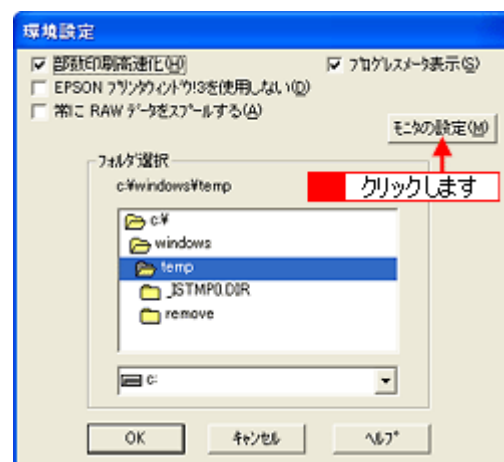 環境設定
部数印刷高速化(H)
プログレスメータ表示(S)
EPSON プリンタウィンドウ!3を使用しない(D)
常に RAW データをスプールする(A)
モニタの設定(M)
クリックします
フォルダ選択
c:¥windows¥temp
c:¥
windows
temp
_ISTMP0.DIR
remove
c:
OK
キャンセル
ヘルプ